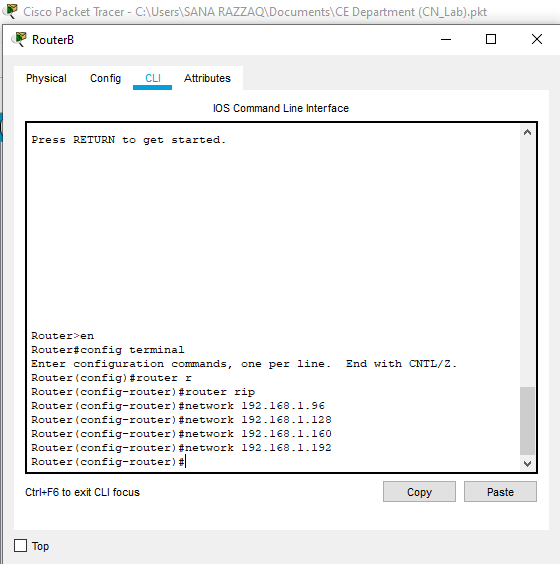 Cisco Packet Tracer - C:\Users\SANA RAZZAQ\Documents\CE Department (CN_Lab).pkt
RouterB
Physical Config CLI Attributes
IOS Command Line Interface
Press RETURN to get started.
Router>en
Router#config terminal
Enter configuration commands, one per line.  End with CNTL/Z.
Router(config)#router r
Router(config-router)#router rip
Router(config-router)#network 192.168.1.96
Router(config-router)#network 192.168.1.128
Router(config-router)#network 192.168.1.160
Router(config-router)#network 192.168.1.192
Router(config-router)#
Ctrl+F6 to exit CLI focus Copy Paste
Top